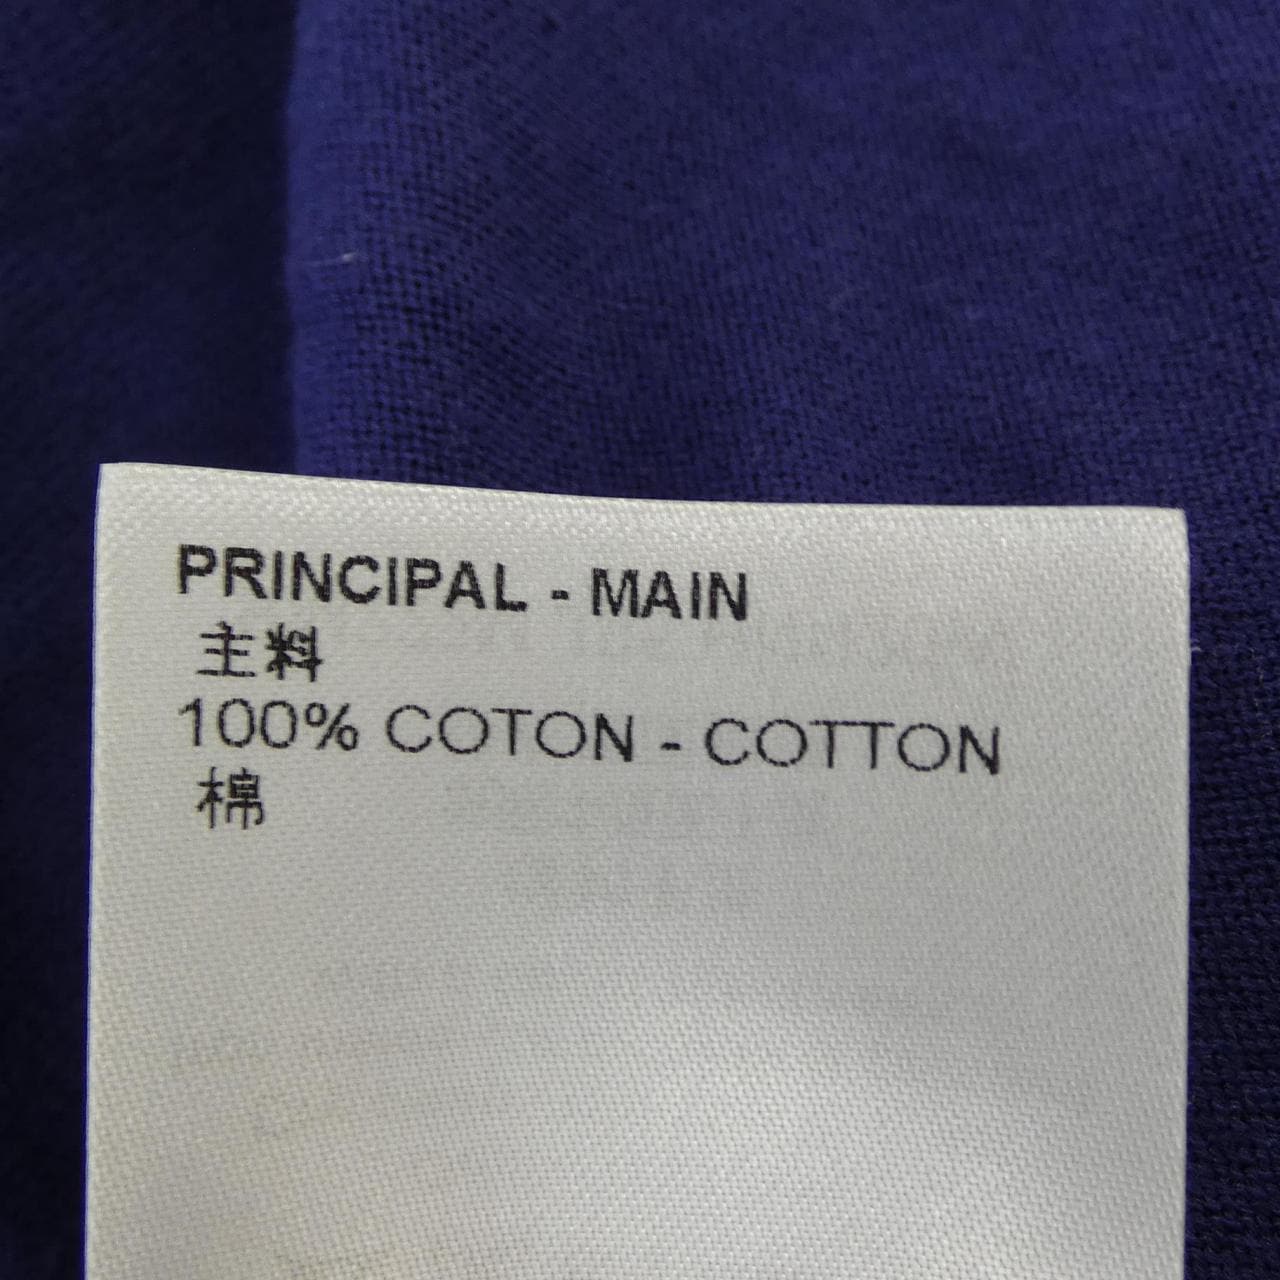 PRINCIPAL - MAIN
主料
100% COTON - COTTON
棉